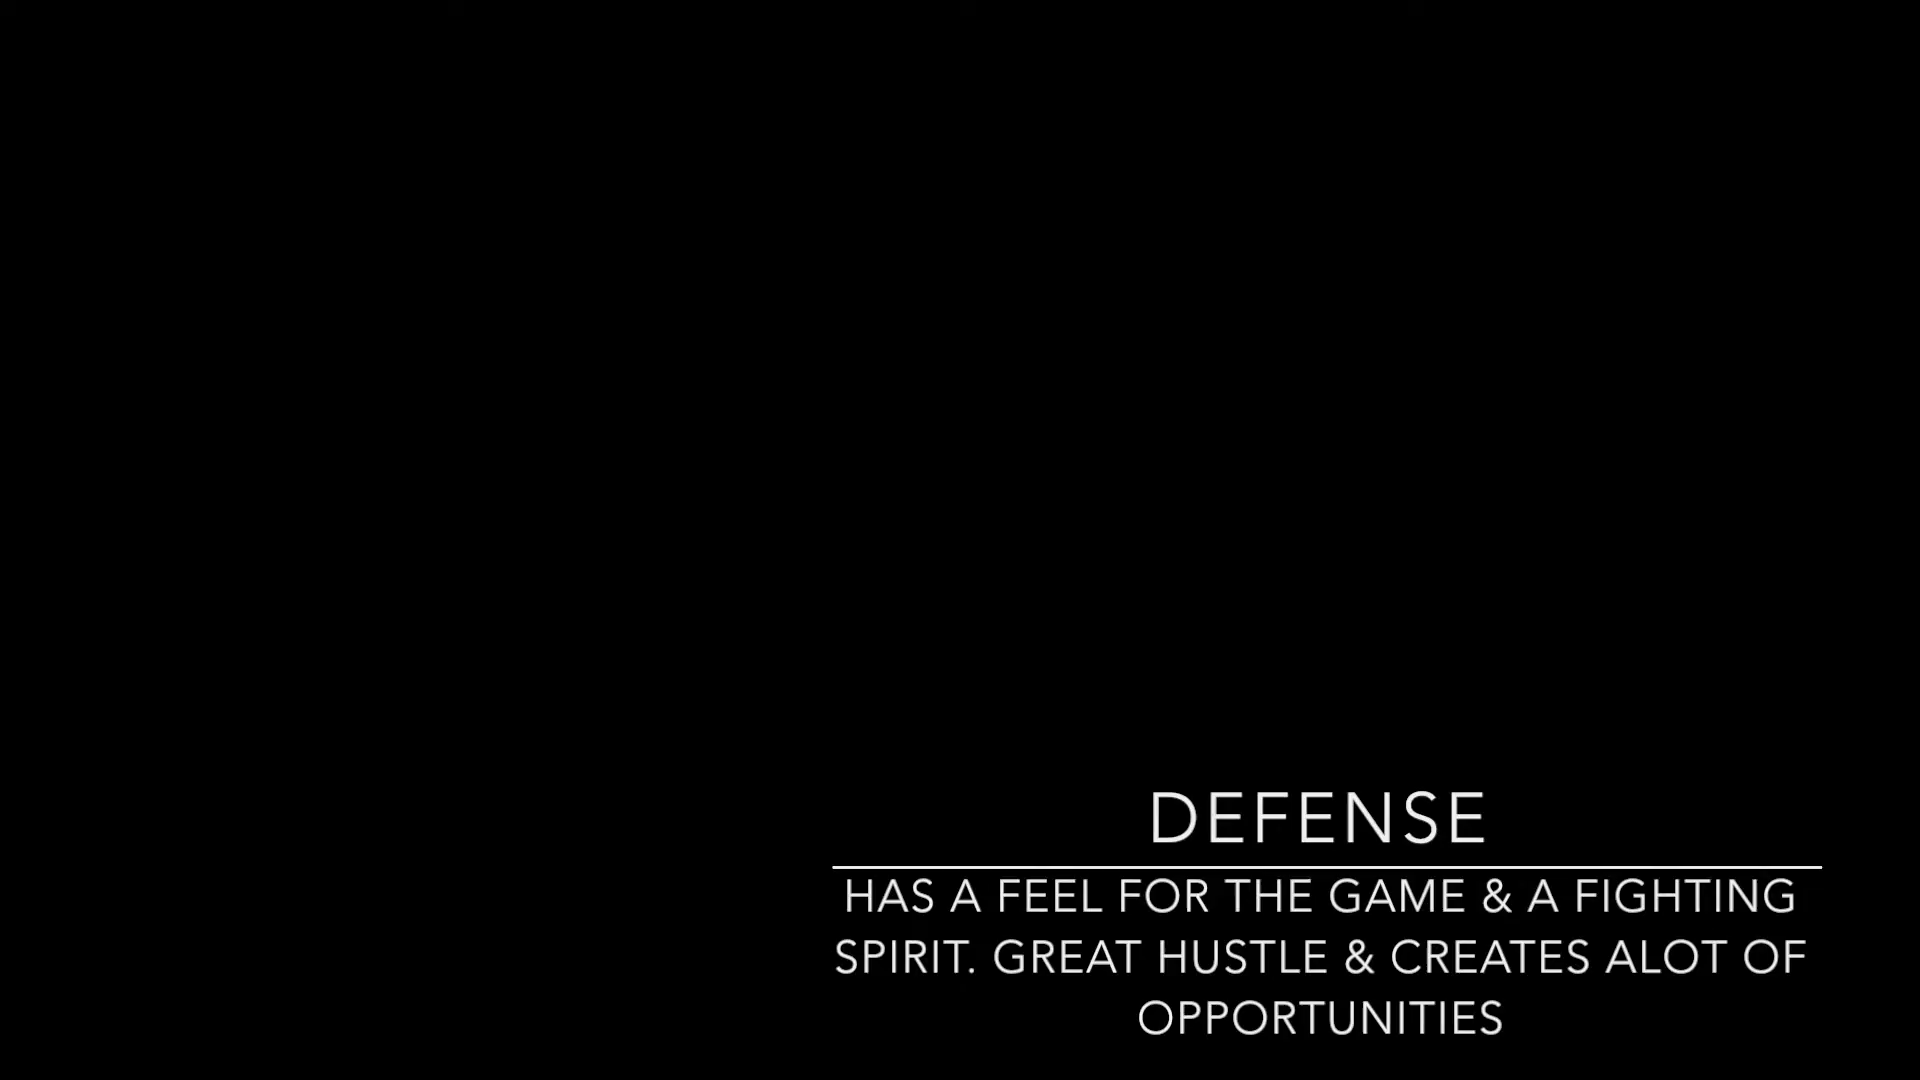 DEFENSE
HAS A FEEL FOR THE GAME & A FIGHTING
SPIRIT. GREAT HUSTLE & CREATES ALOT OF
OPPORTUNITIES